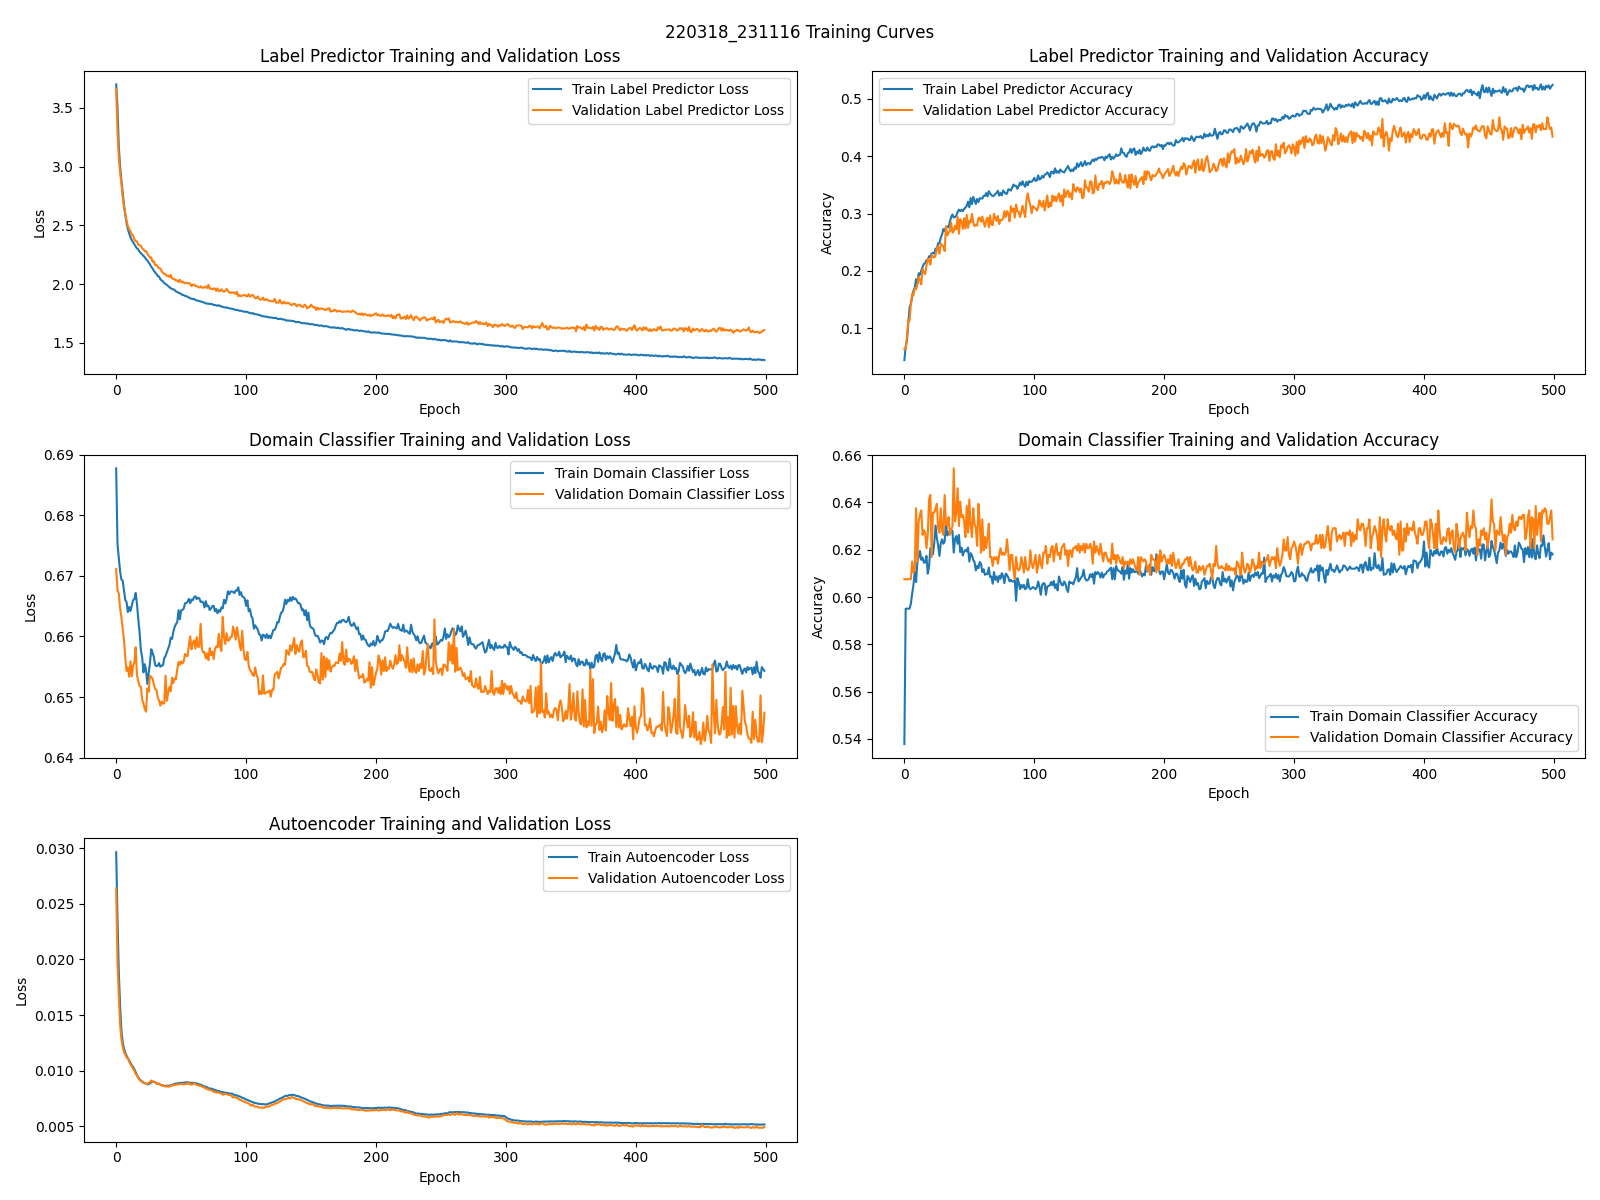 220318_231116 Training Curves
Label Predictor Training and Validation Loss
Train Label Predictor Loss
Validation Label Predictor Loss
3.5
3.0
2.5
2.0
1.5
Loss
0 100 200 300 400 500
Epoch
Label Predictor Training and Validation Accuracy
Train Label Predictor Accuracy
Validation Label Predictor Accuracy
0.5
0.4
0.3
0.2
0.1
Accuracy
0 100 200 300 400 500
Epoch
Domain Classifier Training and Validation Loss
Train Domain Classifier Loss
Validation Domain Classifier Loss
0.69
0.68
0.67
0.66
0.65
0.64
Loss
0 100 200 300 400 500
Epoch
Domain Classifier Training and Validation Accuracy
0.66
0.64
0.62
0.60
0.58
0.56
0.54
Accuracy
Train Domain Classifier Accuracy
Validation Domain Classifier Accuracy
0 100 200 300 400 500
Epoch
Autoencoder Training and Validation Loss
Train Autoencoder Loss
Validation Autoencoder Loss
0.030
0.025
0.020
0.015
0.010
0.005
Loss
0 100 200 300 400 500
Epoch